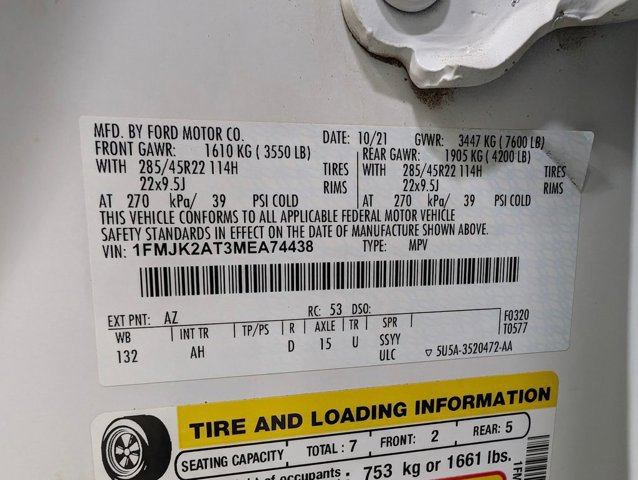 MFD. BY FORD MOTOR CO. DATE: 10/21 GVWR: 3447 KG ( 7600 LB)
FRONT GAWR: 1610 KG ( 3550 LB) REAR GAWR: 1905 KG ( 4200 LB)
WITH 285/45R22 114H TIRES WITH 285/45R22 114H TIRES
22x9.5J RIMS 22x9.5J RIMS
AT 270 kPa/ 39 PSI COLD AT 270 kPa/ 39 PSI COLD
THIS VEHICLE CONFORMS TO ALL APPLICABLE FEDERAL MOTOR VEHICLE
SAFETY STANDARDS IN EFFECT ON THE DATE OF MANUFACTURE SHOWN ABOVE.
VIN: 1FMJK2AT3MEA74438 TYPE: MPV
EXT PNT: AZ RC: 53 DSO: F0320
WB INT TR TP/PS R AXLE TR SPR T0577
132 AH D 15 U SSYY
ULC ▽ 5U5A-3520472-AA
TIRE AND LOADING INFORMATION
SEATING CAPACITY TOTAL : 7 FRONT: 2 REAR: 5
of occupants 753 kg or 1661 lbs.